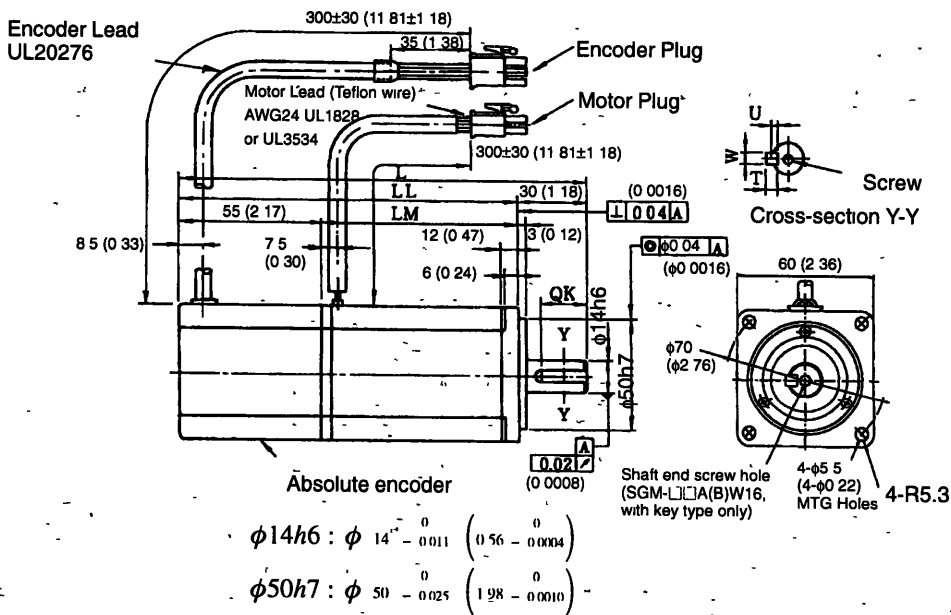 300±30 (11 81±1 18)
Encoder Lead
UL20276
35 (1 38)
Encoder Plug
Motor Lead (Teflon wire)
AWG24 UL1828
or UL3534
Motor Plug
300±30 (11 81±1 18)
U
W
T
Screw
Cross-section Y-Y
L
LL
30 (1 18)
(0 0016)
⊥ 0 04 A
55 (2 17)
LM
8 5 (0 33)
7 5
(0 30)
12 (0 47)
3 (0 12)
6 (0 24)
◎ φ0 04 A
(φ0 0016)
60 (2 36)
QK
Y
φ14h6
φ50h7
Y
φ70
(φ2 76)
A
0.02 ↗
(0 0008)
Absolute encoder
Shaft end screw hole
(SGM-□□A(B)W16,
with key type only)
4-φ5 5
(4-φ0 22)
MTG Holes
4-R5.3
φ14h6 : φ 14 0 - 0 011 (0 56 0 - 0 0004)
φ50h7 : φ 50 0 - 0 025 (1 98 0 - 0 0010)